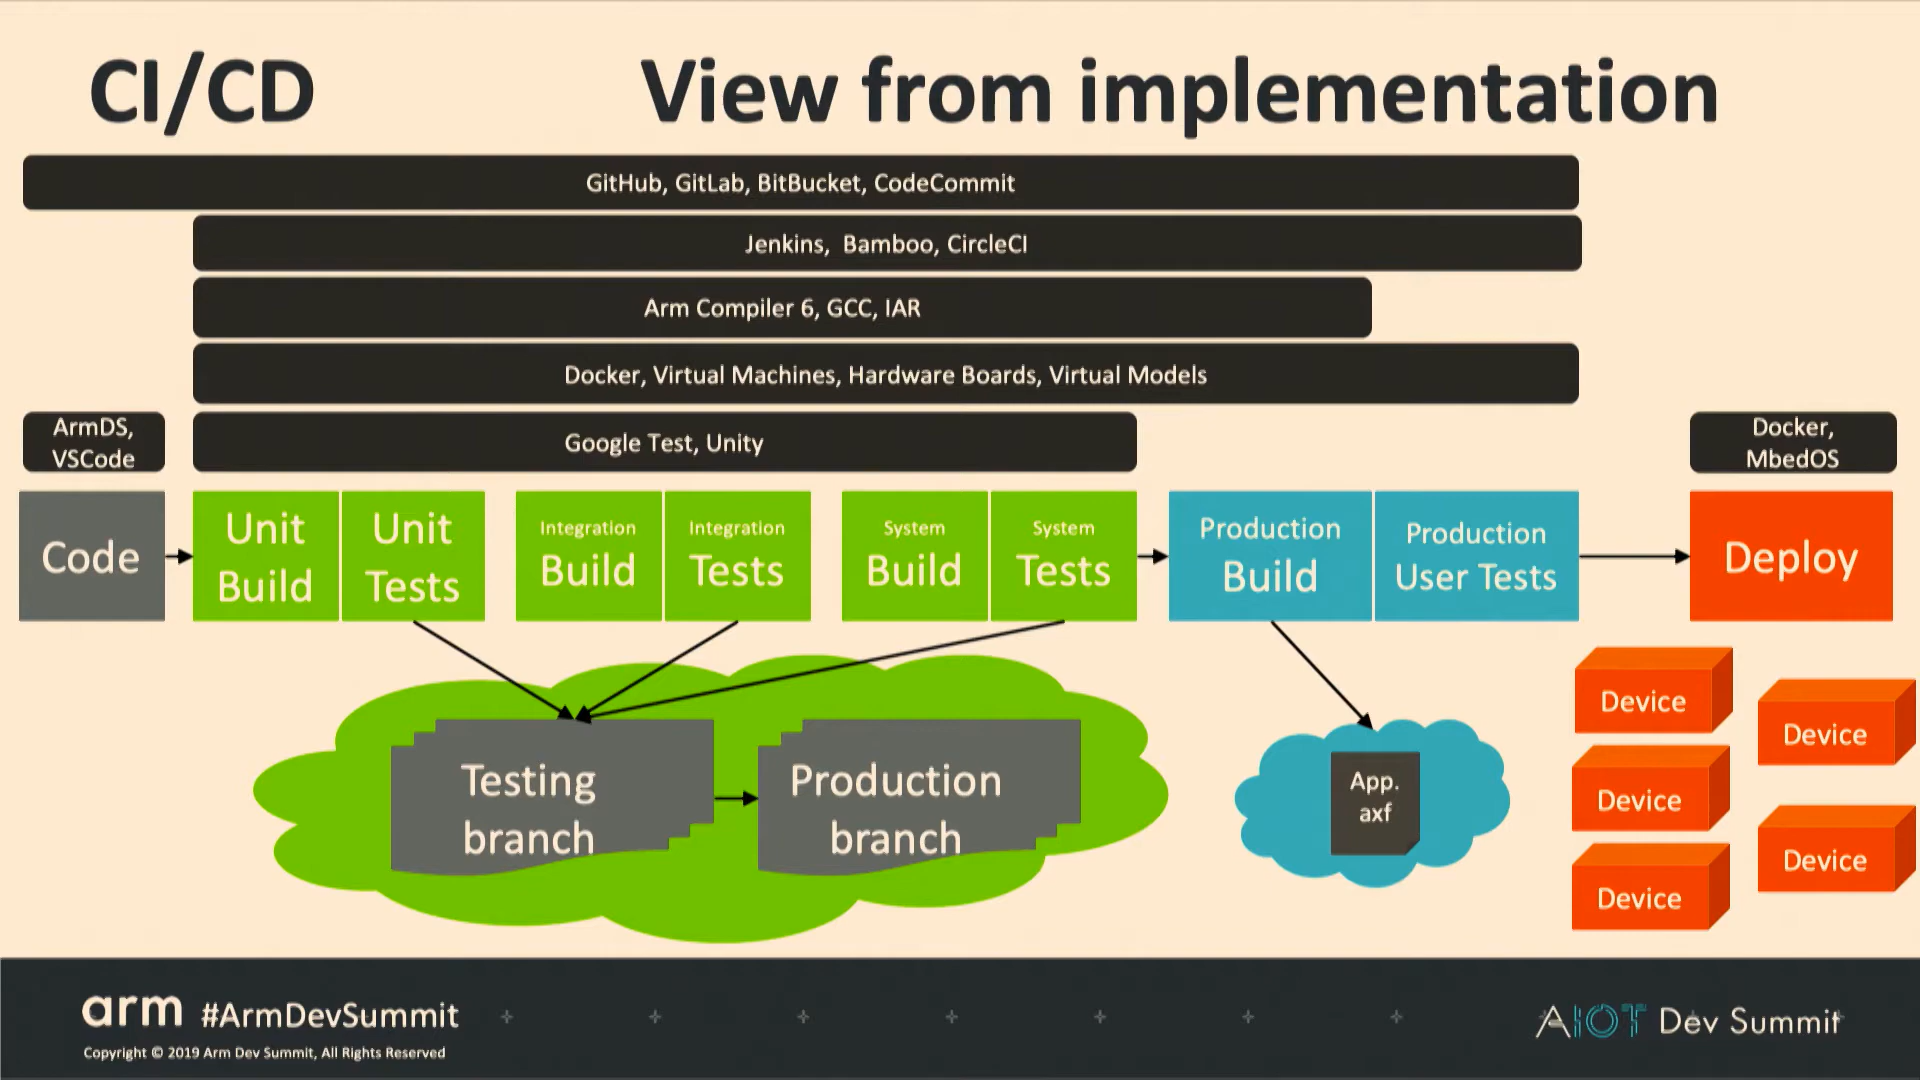 CI/CD View from implementation
GitHub, GitLab, BitBucket, CodeCommit
Jenkins, Bamboo, CircleCI
Arm Compiler 6, GCC, IAR
Docker, Virtual Machines, Hardware Boards, Virtual Models
ArmDS,
VSCode
Google Test, Unity
Docker,
MbedOS
Code
Unit
Build
Unit
Tests
Integration
Build
Integration
Tests
System
Build
System
Tests
Production
Build
Production
User Tests
Deploy
Testing
branch
Production
branch
App.
axf
Device
Device
Device
Device
Device
arm #ArmDevSummit
Copyright © 2019 Arm Dev Summit, All Rights Reserved
AIOT Dev Summit